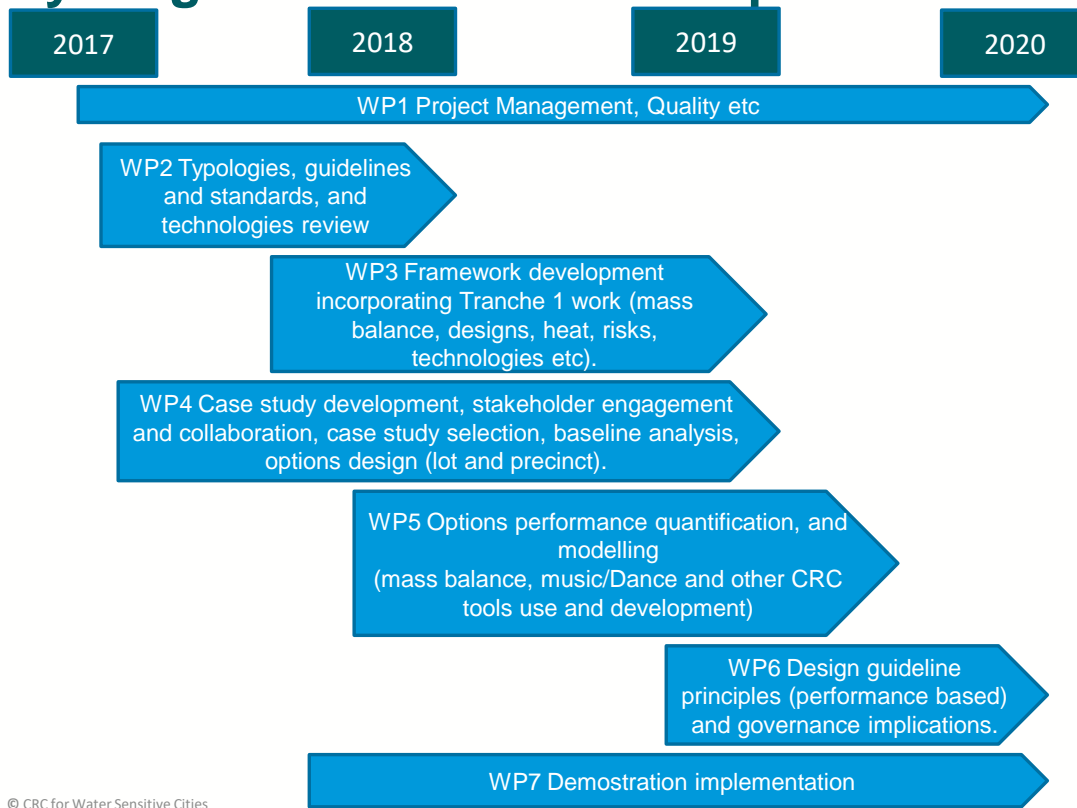 2017 2018 2019 2020
WP1 Project Management, Quality etc
WP2 Typologies, guidelines
and standards, and
technologies review
WP3 Framework development
incorporating Tranche 1 work (mass
balance, designs, heat, risks,
technologies etc).
WP4 Case study development, stakeholder engagement
and collaboration, case study selection, baseline analysis,
options design (lot and precinct).
WP5 Options performance quantification, and
modelling
(mass balance, music/Dance and other CRC
tools use and development)
WP6 Design guideline
principles (performance based)
and governance implications.
WP7 Demostration implementation
© CRC for Water Sensitive Cities